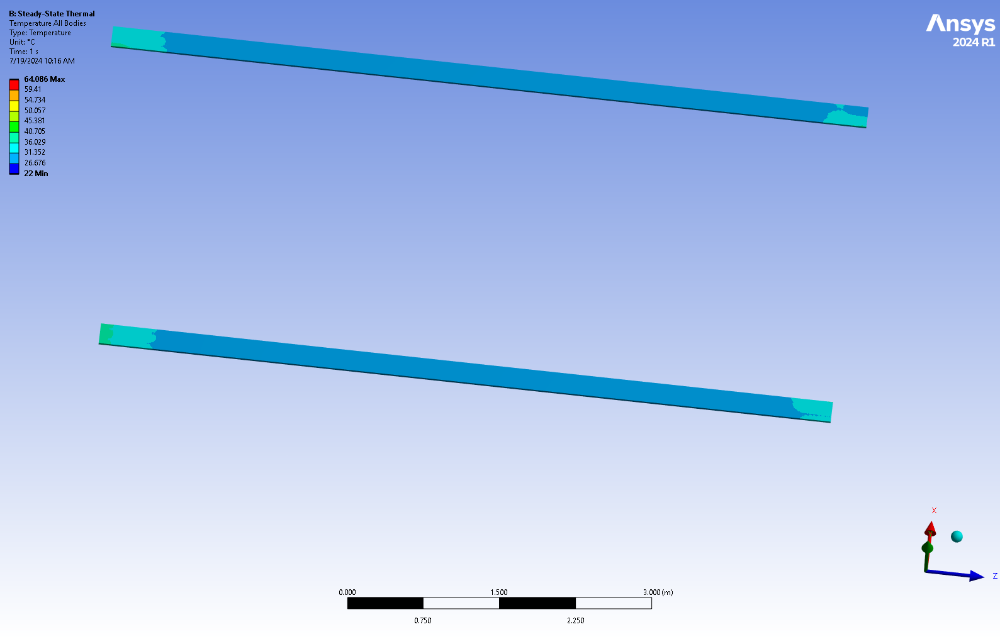 B: Steady-State Thermal
Temperature All Bodies
Type: Temperature
Unit: °C
Time: 1 s
7/19/2024 10:16 AM
64.086 Max
59.41
54.734
50.057
45.381
40.705
36.029
31.352
26.676
22 Min
Ansys
2024 R1
X
Y
Z
0.000
1.500
3.000 (m)
0.750
2.250